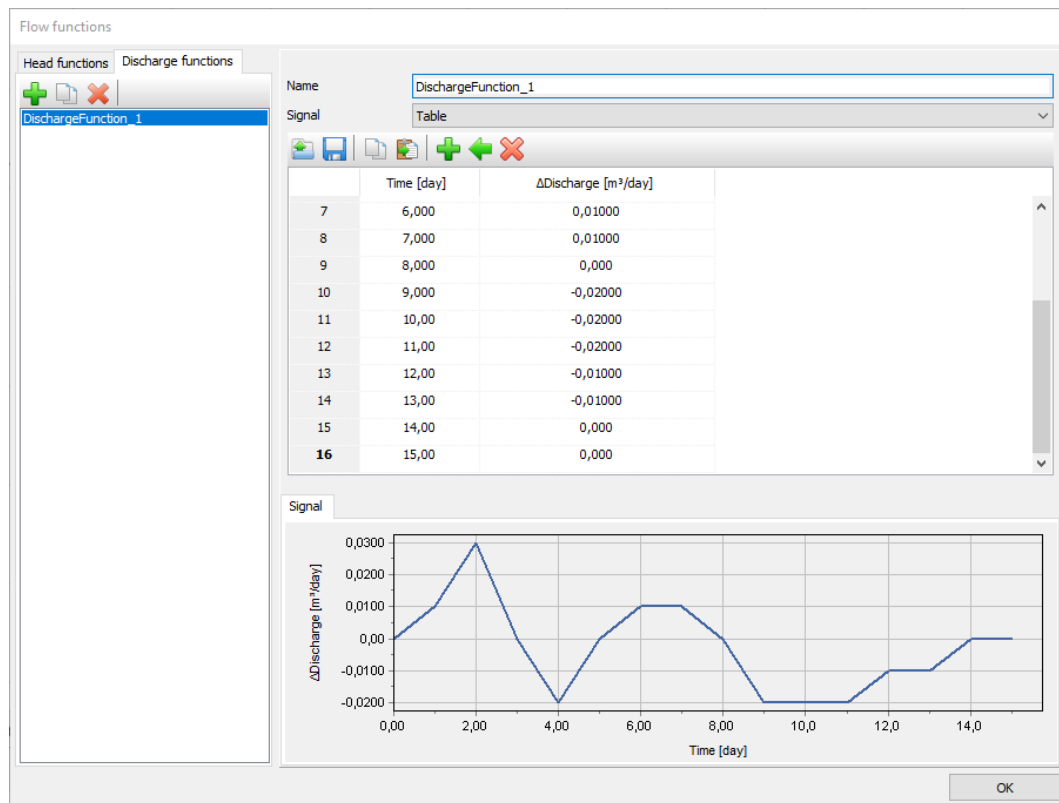 Flow functions
Head functions Discharge functions
DischargeFunction_1
Name DischargeFunction_1
Signal Table
Time [day] ΔDischarge [m³/day]
7 6,000 0,01000
8 7,000 0,01000
9 8,000 0,000
10 9,000 -0,02000
11 10,00 -0,02000
12 11,00 -0,02000
13 12,00 -0,01000
14 13,00 -0,01000
15 14,00 0,000
16 15,00 0,000
Signal
ΔDischarge [m³/day]
0,0300
0,0200
0,0100
0,00
-0,0100
-0,0200
0,00 2,00 4,00 6,00 8,00 10,0 12,0 14,0
Time [day]
OK